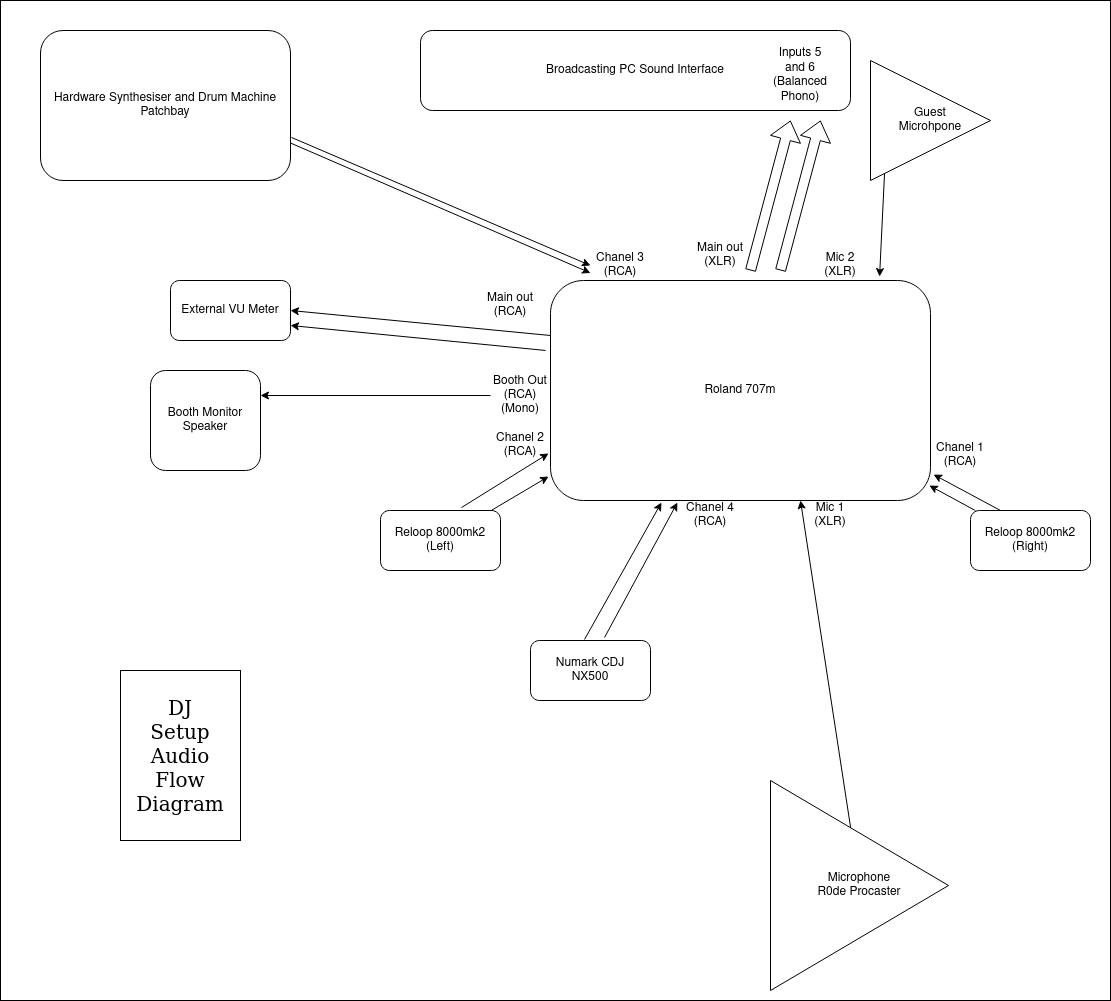 Hardware Synthesiser and Drum Machine
Patchbay
Broadcasting PC Sound Interface
Inputs 5
and 6
(Balanced
Phono)
Guest
Microhpone
Chanel 3
(RCA)
Main out
(XLR)
Mic 2
(XLR)
External VU Meter
Main out
(RCA)
Roland 707m
Booth Out
(RCA)
(Mono)
Booth Monitor
Speaker
Chanel 2
(RCA)
Chanel 1
(RCA)
Reloop 8000mk2
(Left)
Chanel 4
(RCA)
Mic 1
(XLR)
Reloop 8000mk2
(Right)
Numark CDJ
NX500
DJ
Setup
Audio
Flow
Diagram
Microphone
R0de Procaster